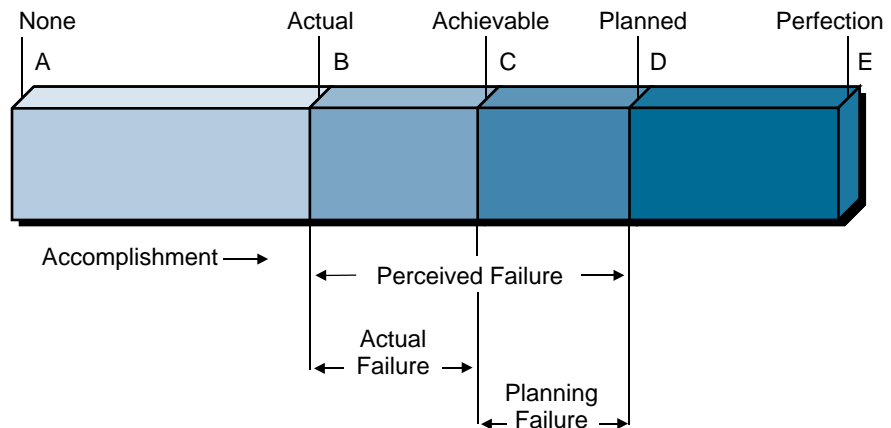 None Actual Achievable Planned Perfection
A B C D E
Accomplishment
Perceived Failure
Actual
Failure
Planning
Failure